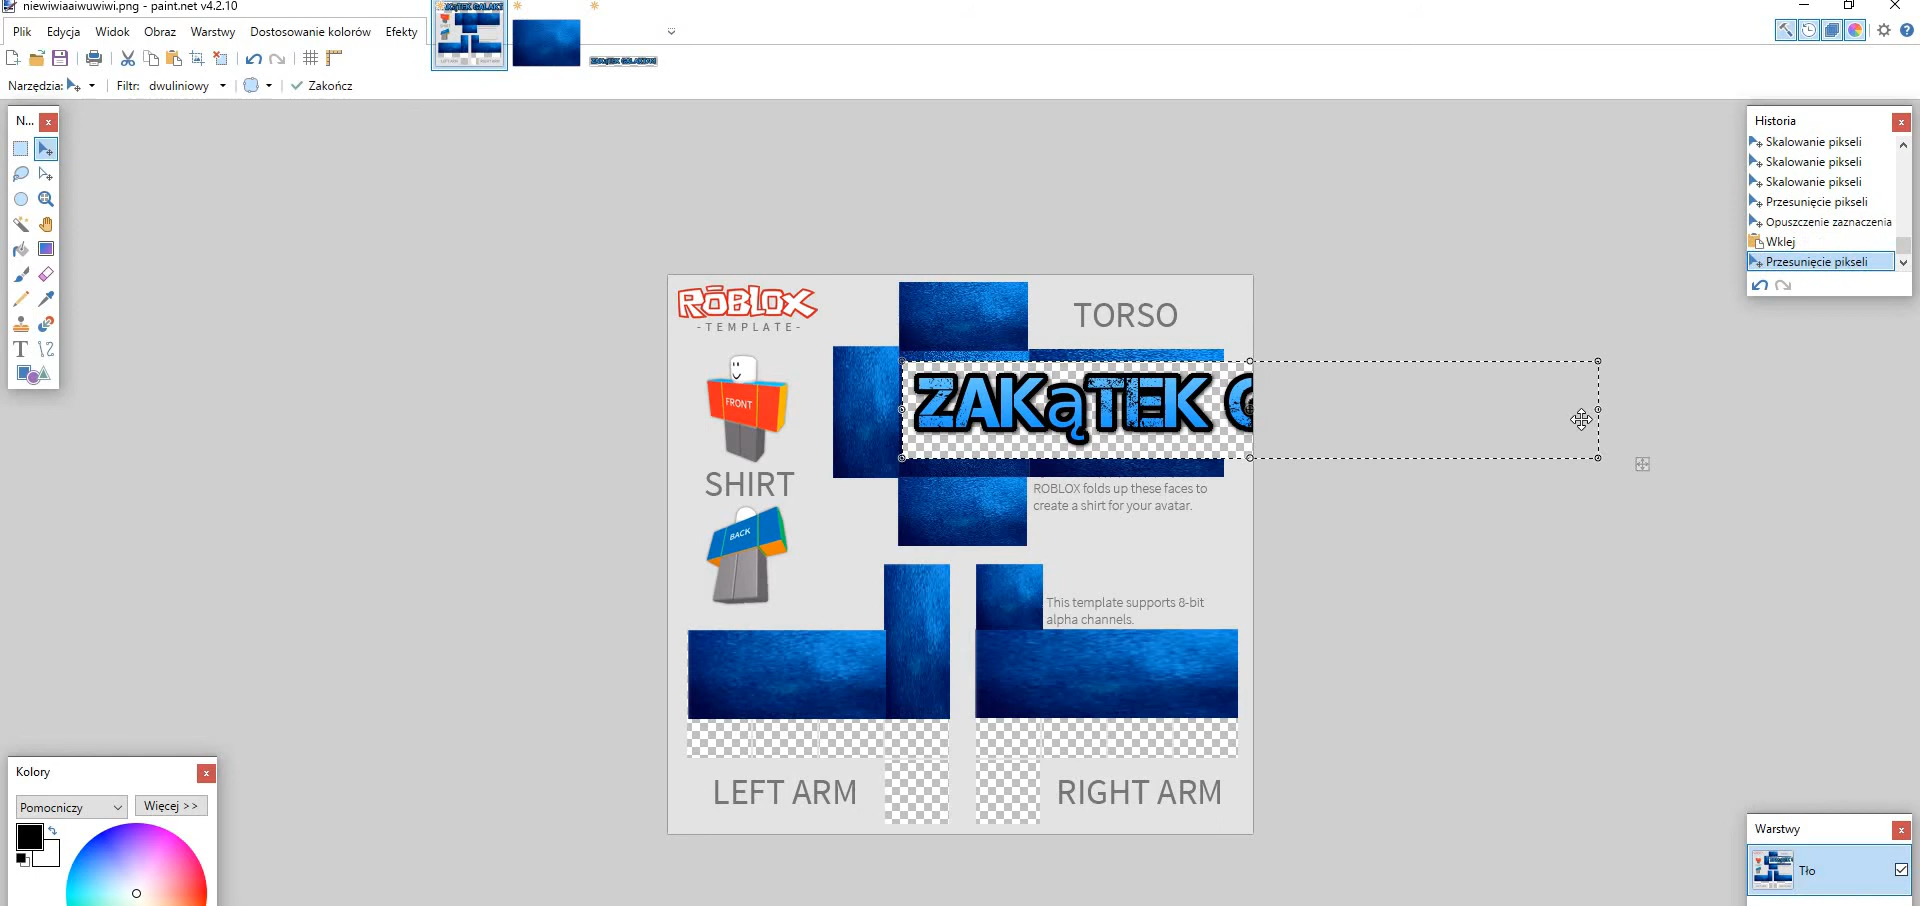 niewiwiaaiwuwiwi.png - paint.net v4.2.10
Plik Edycja Widok Obraz Warstwy Dostosowanie kolorów Efekty
Narzędzia: Filtr: dwuliniowy Zakończ
N...
Historia
Skalowanie pikseli
Skalowanie pikseli
Skalowanie pikseli
Przesunięcie pikseli
Opuszczenie zaznaczenia
Wklej
Przesunięcie pikseli
ROBLOX
-TEMPLATE-
TORSO
FRONT
ZAKąTEK G
SHIRT
ROBLOX folds up these faces to
create a shirt for your avatar.
BACK
This template supports 8-bit
alpha channels.
LEFT ARM
RIGHT ARM
Kolory
Pomocniczy
Więcej >>
Warstwy
Tło